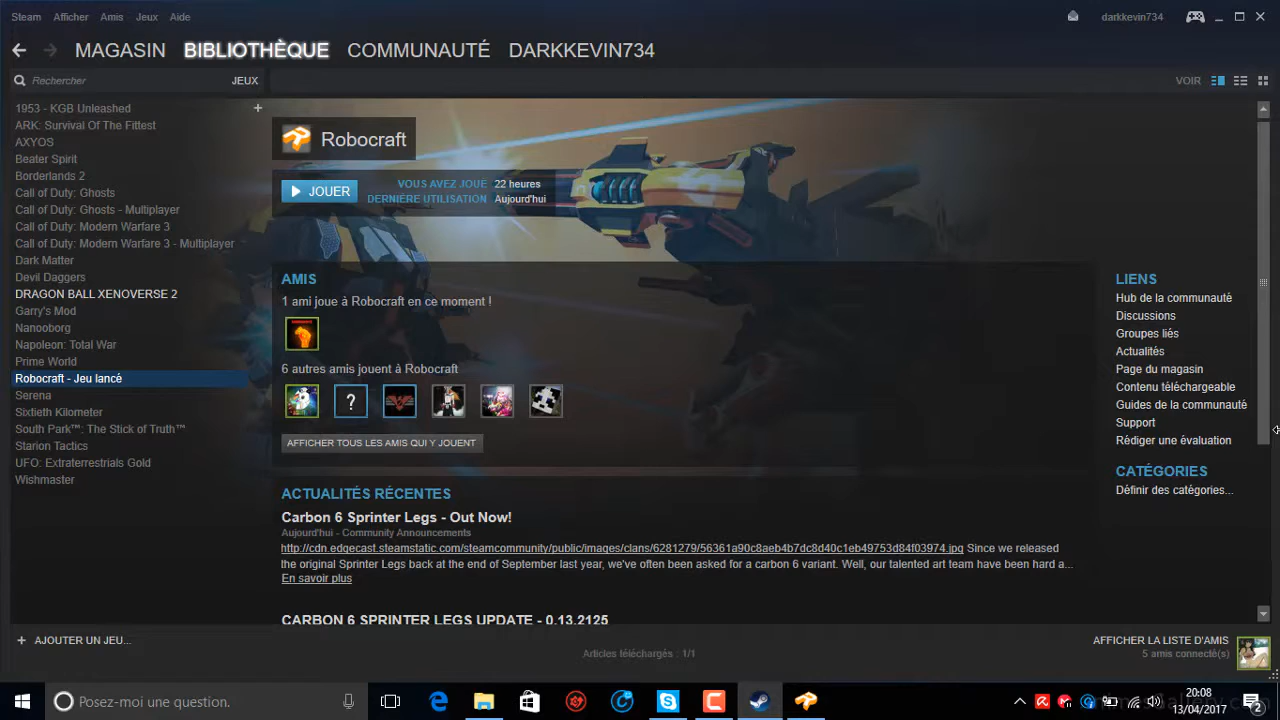 Steam Afficher Amis Jeux Aide darkkevin734
MAGASIN BIBLIOTHÈQUE COMMUNAUTÉ DARKKEVIN734
Rechercher JEUX VOIR
1953 - KGB Unleashed
ARK: Survival Of The Fittest
AXYOS
Beater Spirit
Borderlands 2
Call of Duty: Ghosts
Call of Duty: Ghosts - Multiplayer
Call of Duty: Modern Warfare 3
Call of Duty: Modern Warfare 3 - Multiplayer
Dark Matter
Devil Daggers
DRAGON BALL XENOVERSE 2
Garry's Mod
Nanooborg
Napoleon: Total War
Prime World
Robocraft - Jeu lancé
Serena
Sixtieth Kilometer
South Park™: The Stick of Truth™
Starion Tactics
UFO: Extraterrestrials Gold
Wishmaster
Robocraft
JOUER
VOUS AVEZ JOUÉ 22 heures
DERNIÈRE UTILISATION Aujourd'hui
AMIS
1 ami joue à Robocraft en ce moment !
6 autres amis jouent à Robocraft
?
AFFICHER TOUS LES AMIS QUI Y JOUENT
ACTUALITÉS RÉCENTES
Carbon 6 Sprinter Legs - Out Now!
Aujourd'hui - Community Announcements
http://cdn.edgecast.steamstatic.com/steamcommunity/public/images/clans/6281279/56361a90c8aeb4b7dc8d40c1eb49753d84f03974.jpg Since we released
the original Sprinter Legs back at the end of September last year, we've often been asked for a carbon 6 variant. Well, our talented art team have been hard a...
En savoir plus
CARBON 6 SPRINTER LEGS UPDATE - 0.13.2125
LIENS
Hub de la communauté
Discussions
Groupes liés
Actualités
Page du magasin
Contenu téléchargeable
Guides de la communauté
Support
Rédiger une évaluation
CATÉGORIES
Définir des catégories...
+ AJOUTER UN JEU...
Articles téléchargés : 1/1
AFFICHER LA LISTE D'AMIS
5 amis connecté(s)
Posez-moi une question.
20:08
13/04/2017
2